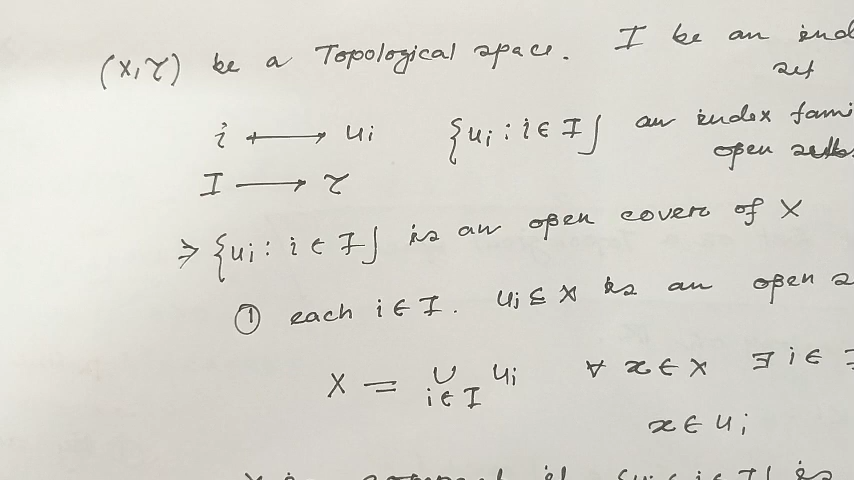 (X, τ) be a Topological space. I be an ind
set
i ⟼ ui {ui : i ∈ I} an index fami
I ⟶ τ open sets.
⇒ {ui : i ∈ I} is an open cover of X
① each i ∈ I. ui ⊆ X is an open s
X = ∪ ui ∀ x ∈ X ∃ i ∈ I
i ∈ I
x ∈ ui